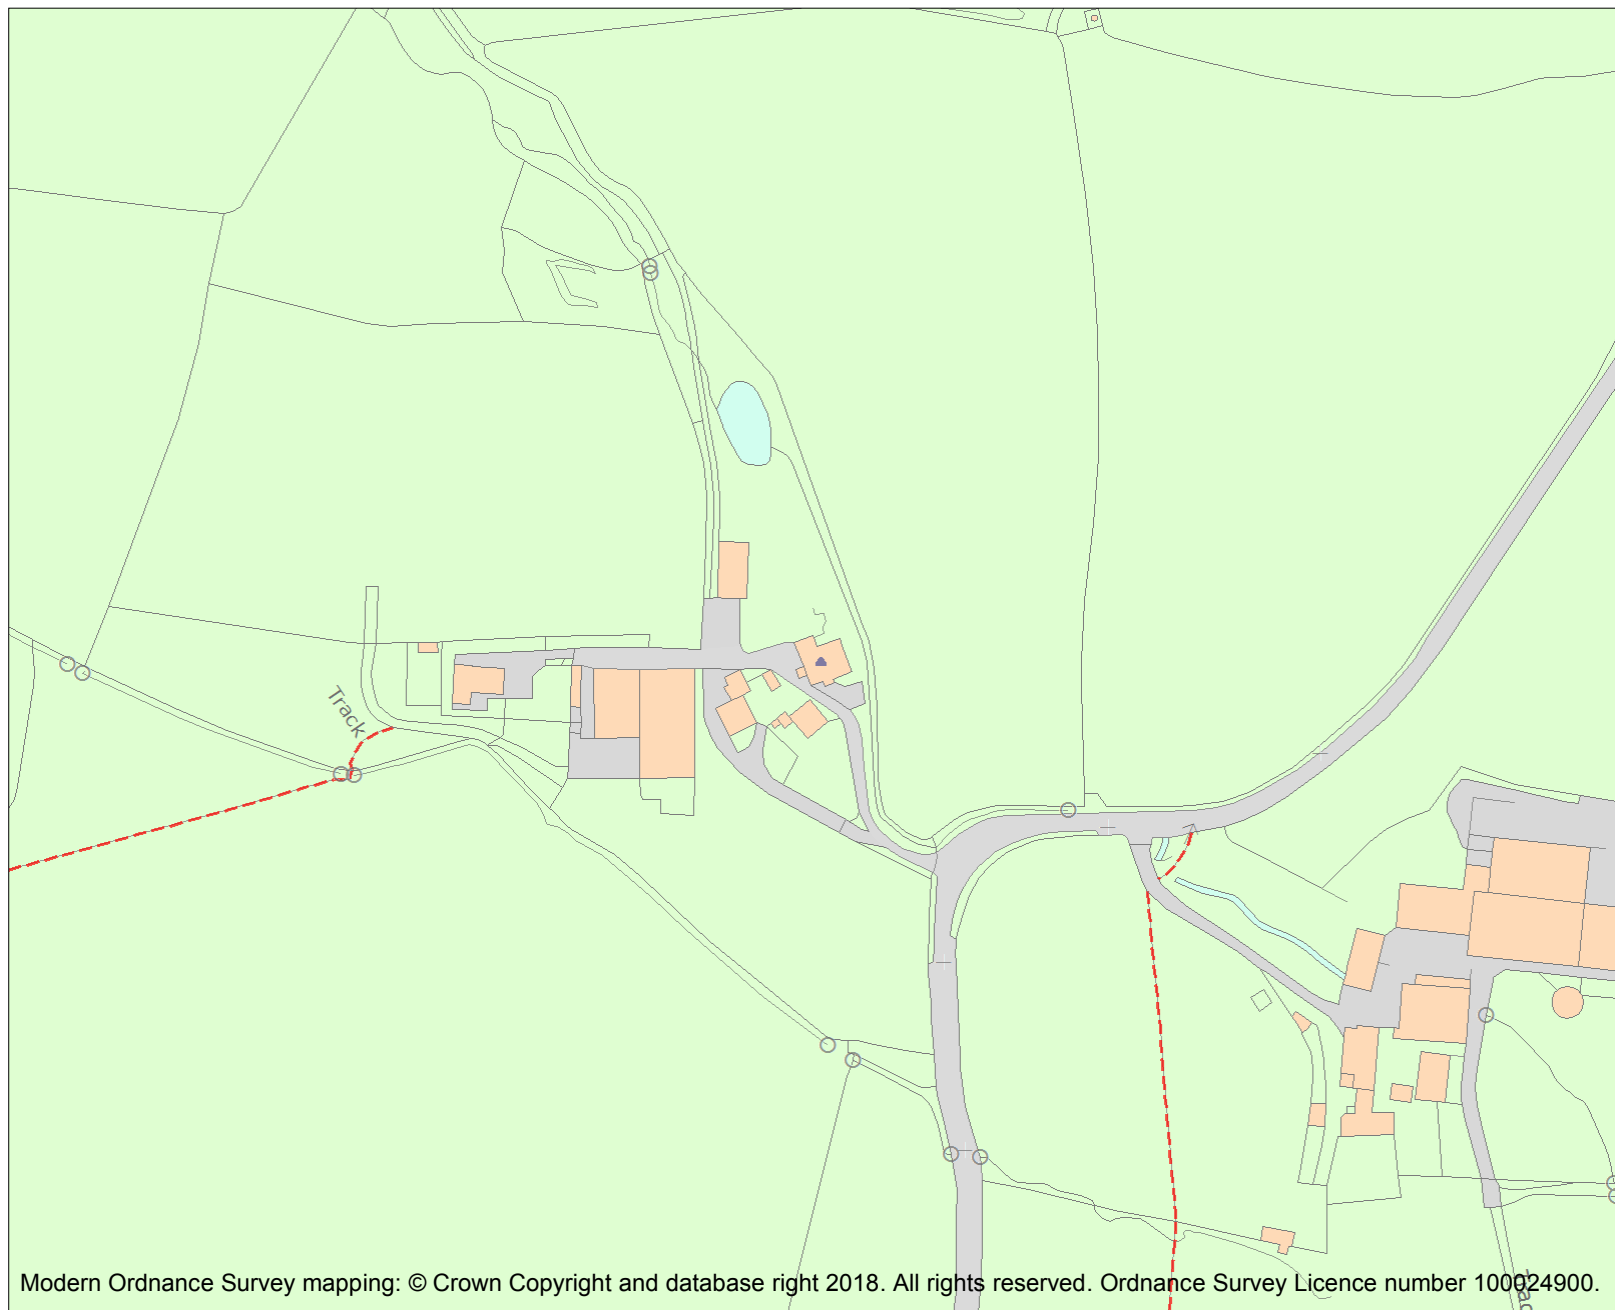 Track
Modern Ordnance Survey mapping: © Crown Copyright and database right 2018. All rights reserved. Ordnance Survey Licence number 100024900.